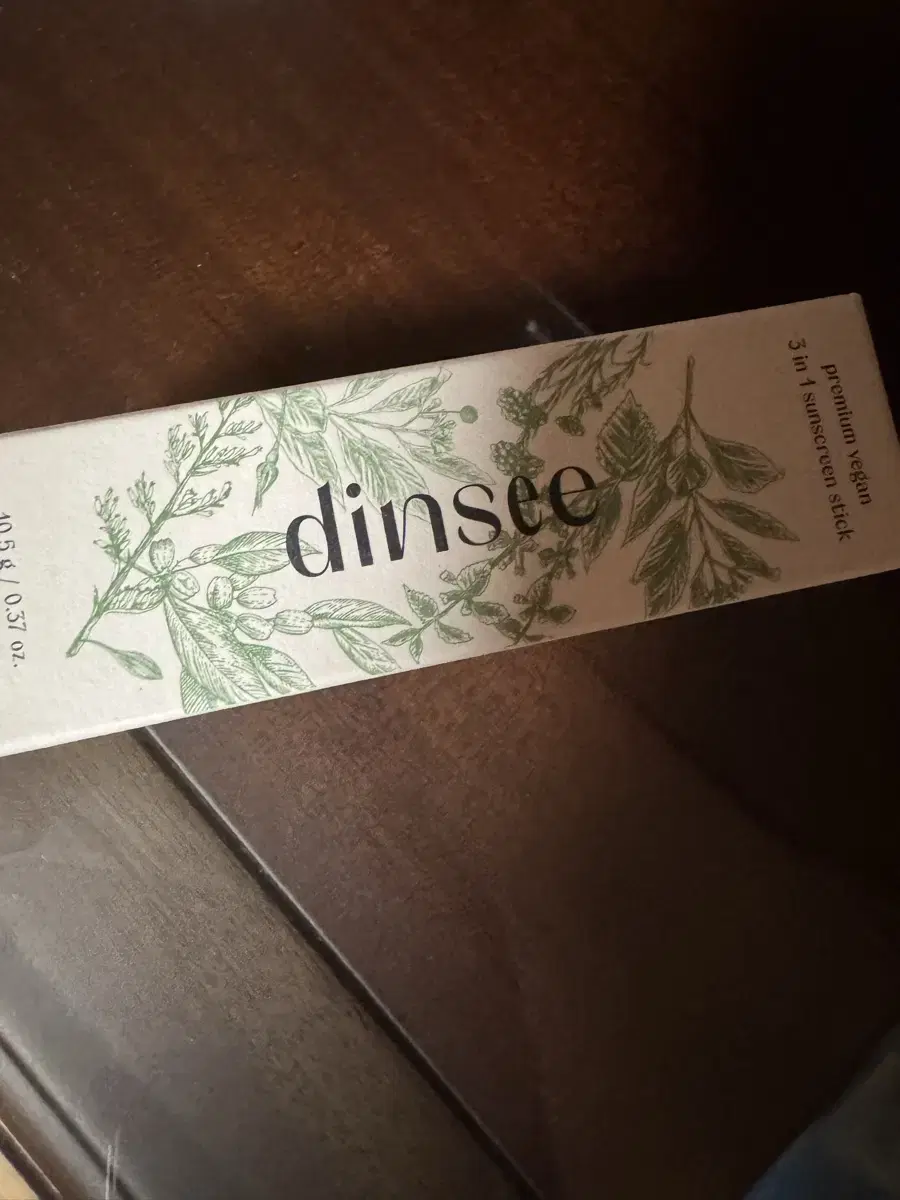 dinsee
premium vegan
3 in 1 sunscreen stick
10.5 g / 0.37 oz.